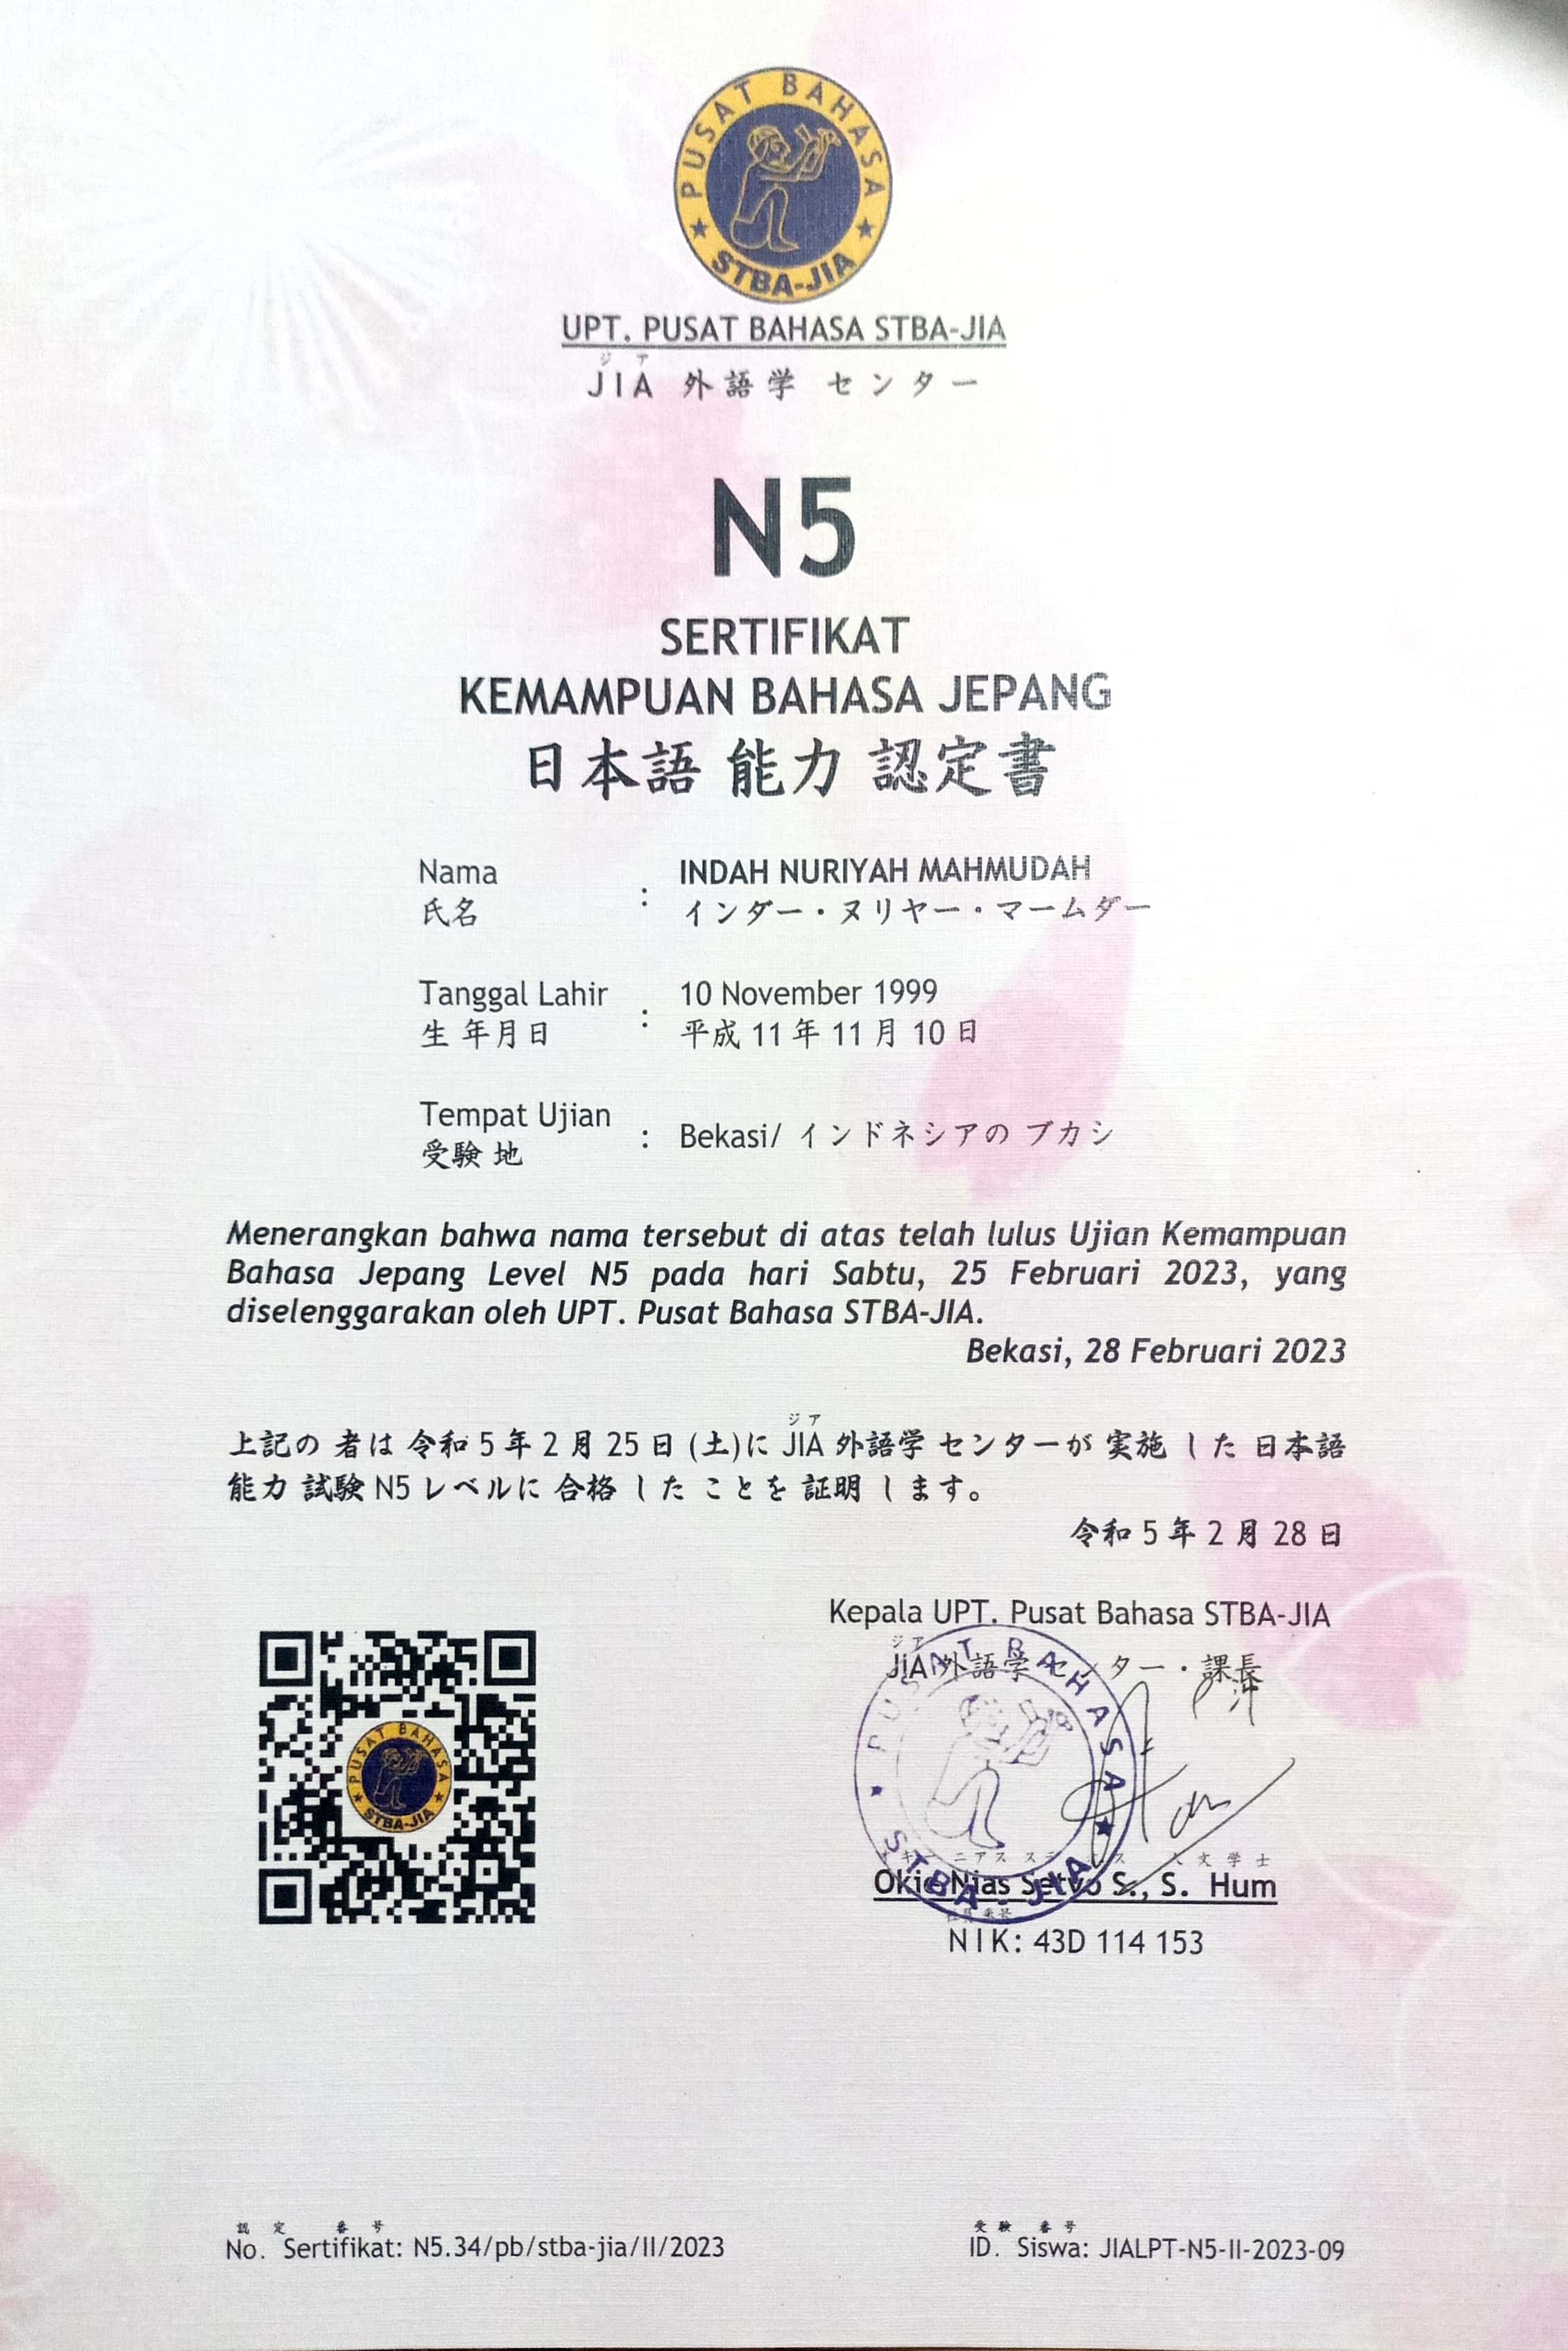 PUSAT BAHASA
STBA-JIA
UPT. PUSAT BAHASA STBA-JIA
ジア
JIA 外語学 センター
N5
SERTIFIKAT
KEMAMPUAN BAHASA JEPANG
日本語 能力 認定書
Nama : INDAH NURIYAH MAHMUDAH
氏名 インダー・ヌリヤー・マームダー
Tanggal Lahir : 10 November 1999
生年月日 平成 11 年 11 月 10 日
Tempat Ujian : Bekasi/ インドネシアの ブカシ
受験 地
Menerangkan bahwa nama tersebut di atas telah lulus Ujian Kemampuan
Bahasa Jepang Level N5 pada hari Sabtu, 25 Februari 2023, yang
diselenggarakan oleh UPT. Pusat Bahasa STBA-JIA.
Bekasi, 28 Februari 2023
ジア
上記の 者は 令和 5 年 2 月 25 日 (土)に JIA 外語学 センターが 実施 した 日本語
能力 試験 N5 レベルに 合格 した ことを 証明 します。
令和 5 年 2 月 28 日
Kepala UPT. Pusat Bahasa STBA-JIA
ジア
JIA 外語学 センター・課長
PUSAT BAHASA
STBA-JIA
PUSAT BAHASA
STBA - JIA
ニアス 人文学士
Okie Nias Setyo S., S. Hum
NIK: 43D 114 153
認定 番号
No. Sertifikat: N5.34/pb/stba-jia/II/2023
受験 番号
ID. Siswa: JIALPT-N5-II-2023-09